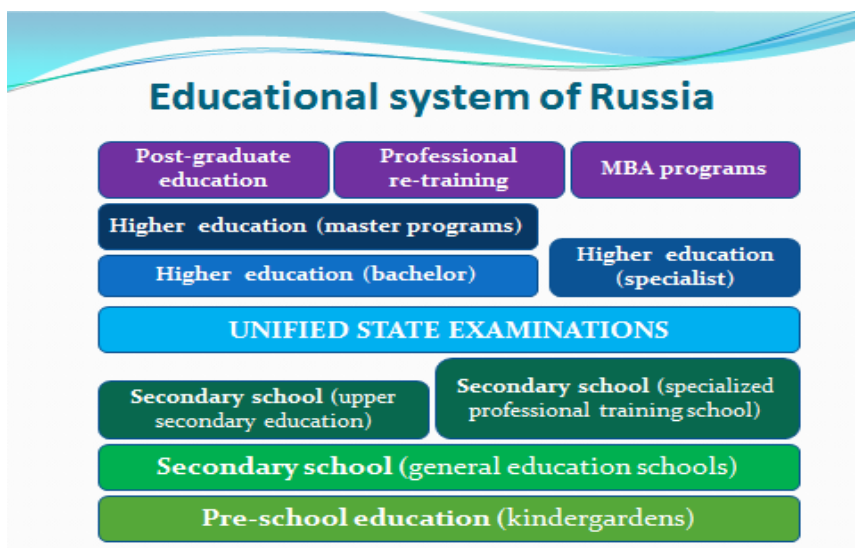 Educational system of Russia
Post-graduate
education
Professional
re-training
MBA programs
Higher education (master programs)
Higher education (bachelor)
Higher education
(specialist)
UNIFIED STATE EXAMINATIONS
Secondary school (upper
secondary education)
Secondary school (specialized
professional training school)
Secondary school (general education schools)
Pre-school education (kindergardens)